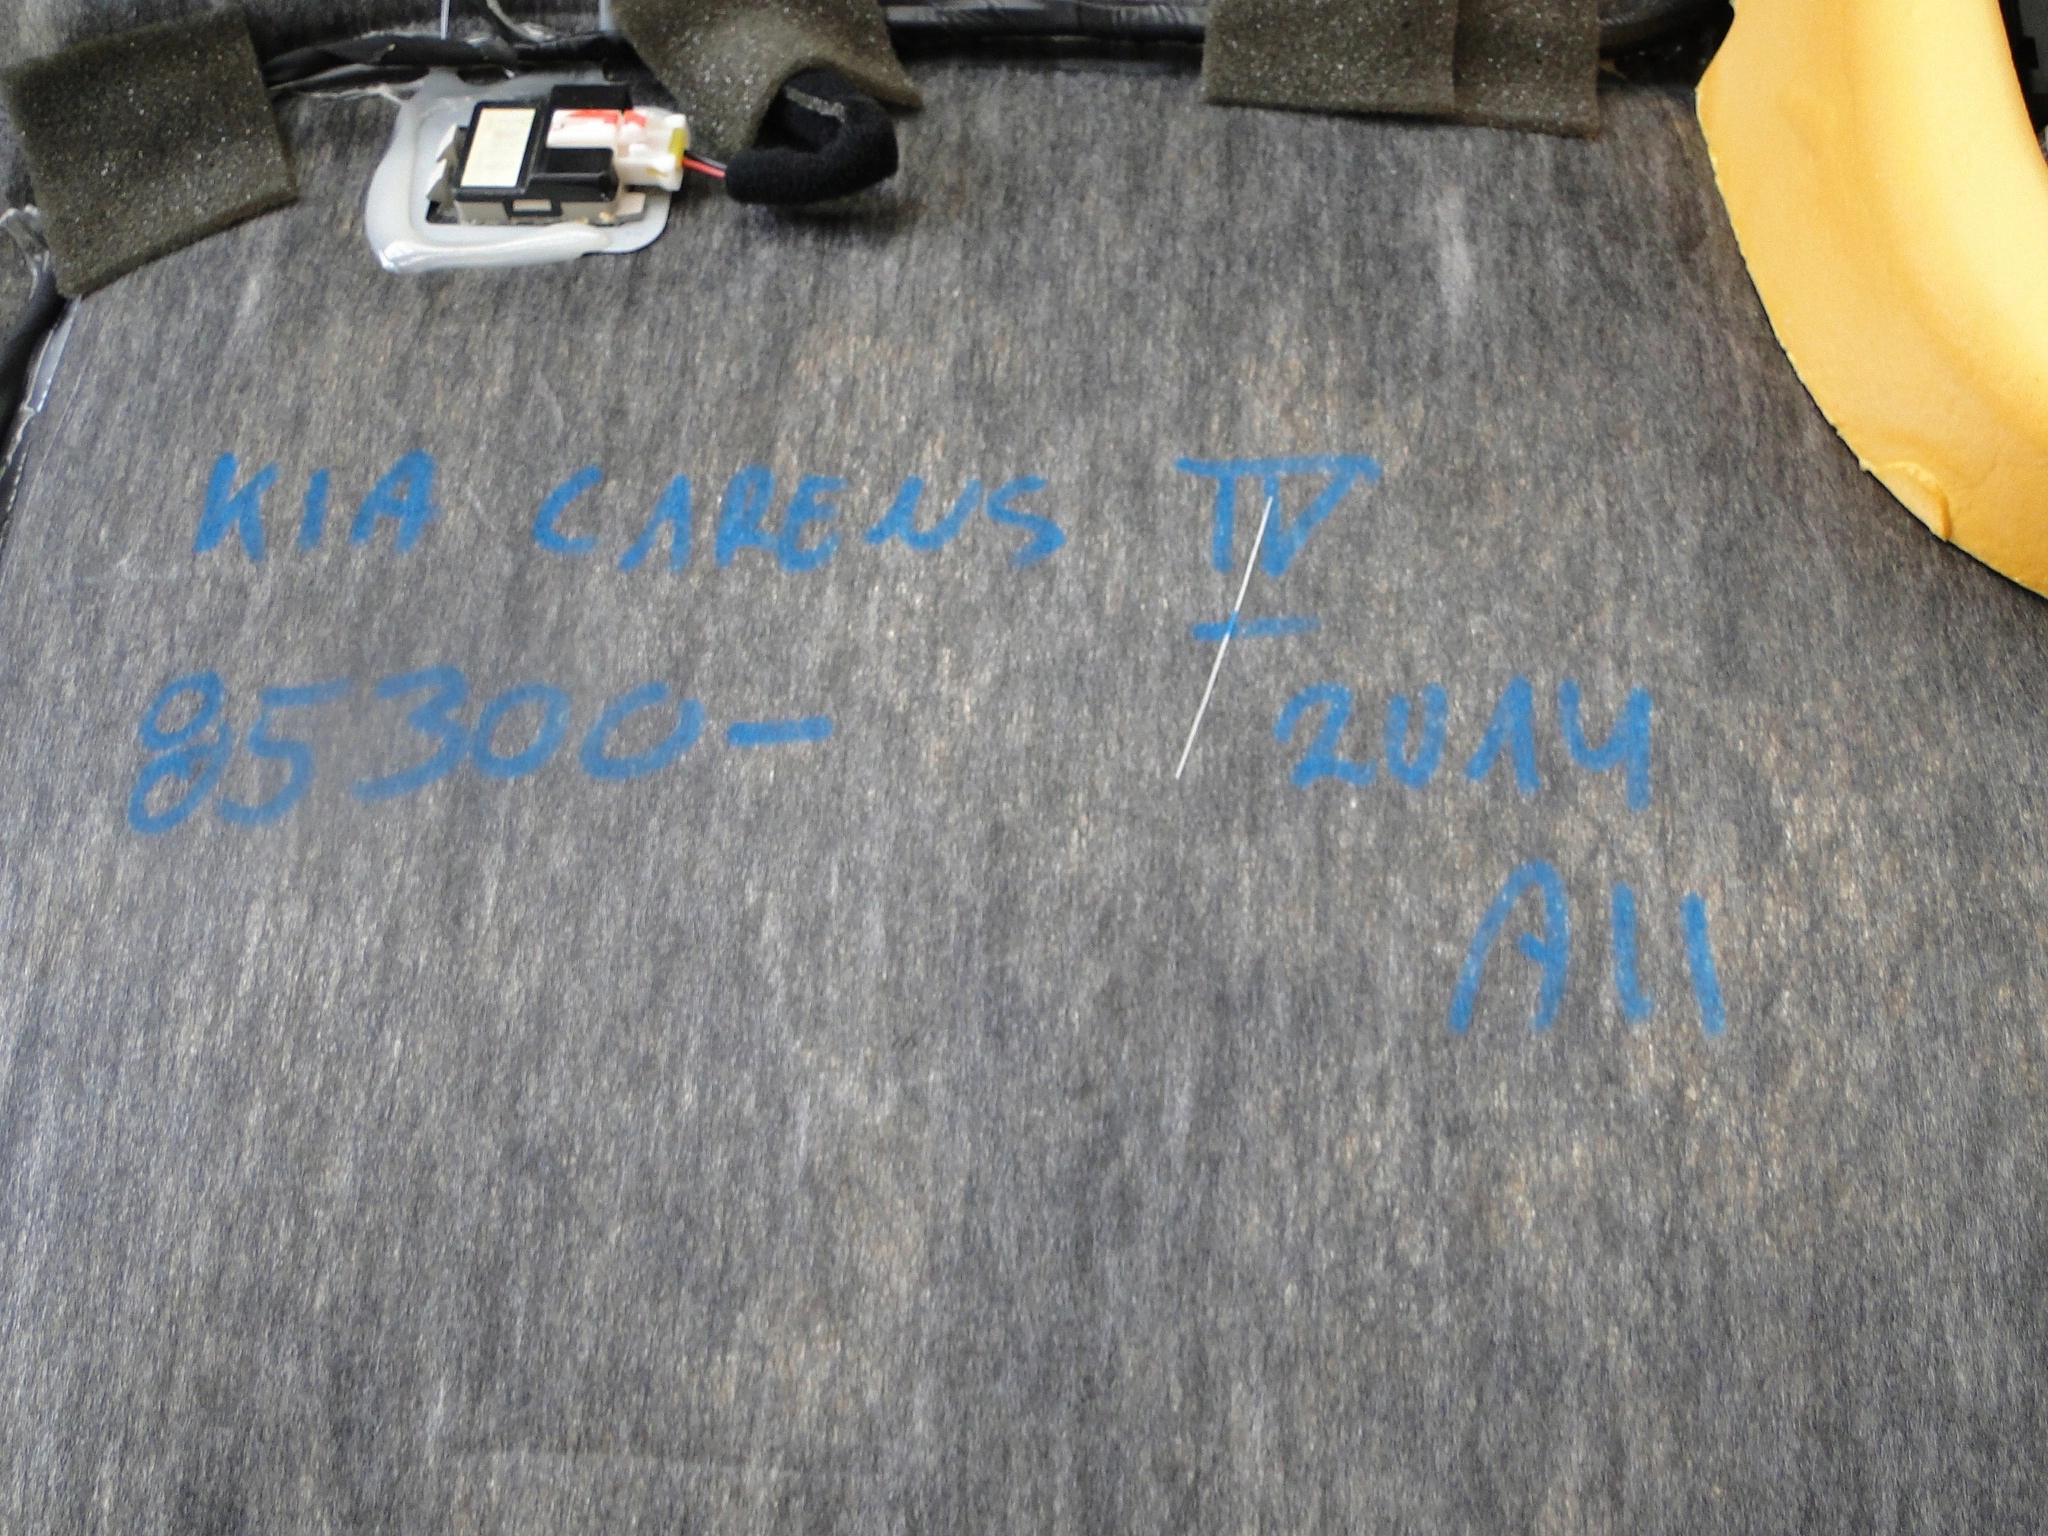 KIA CARENS IV
85300- 2014
A11